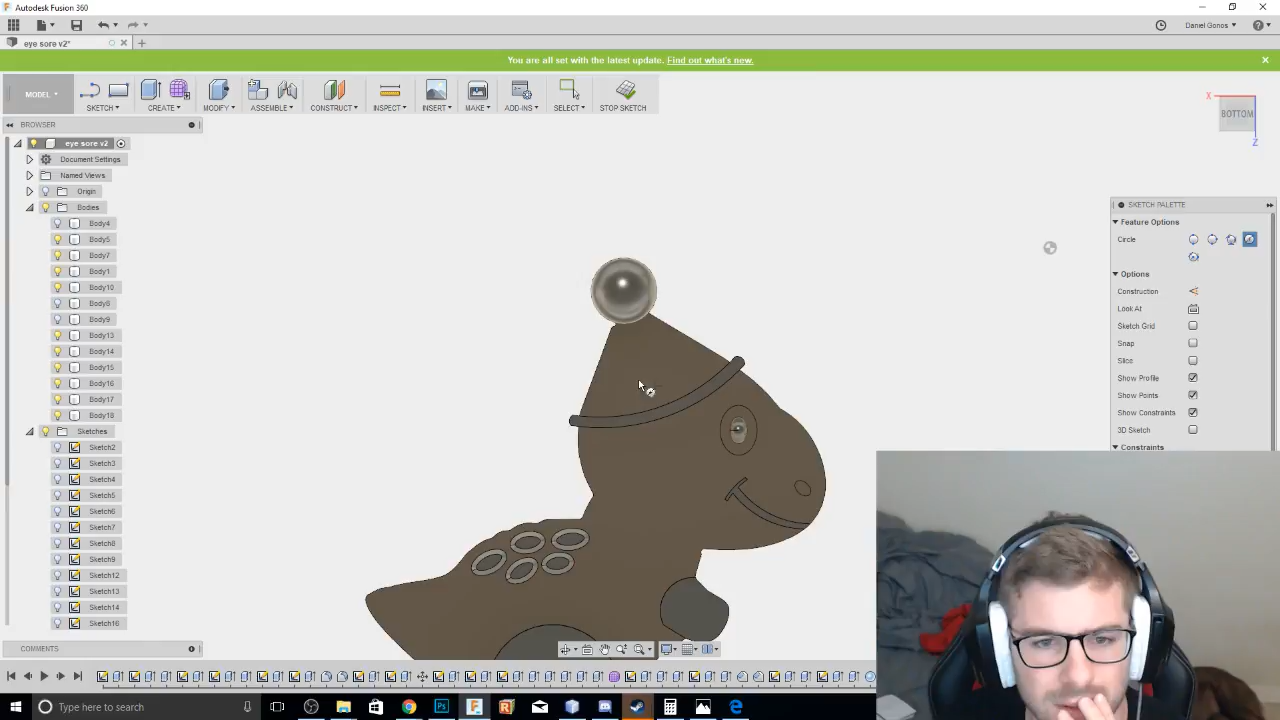 Autodesk Fusion 360
Daniel Gonos
eye sore v2*
You are all set with the latest update. Find out what's new.
MODEL
SKETCH
CREATE
MODIFY
ASSEMBLE
CONSTRUCT
INSPECT
INSERT
MAKE
ADD-INS
SELECT
STOP SKETCH
X
BOTTOM
Z
BROWSER
eye sore v2
Document Settings
Named Views
Origin
Bodies
Body4
Body5
Body7
Body1
Body10
Body8
Body9
Body13
Body14
Body15
Body16
Body17
Body18
Sketches
Sketch2
Sketch3
Sketch4
Sketch5
Sketch6
Sketch7
Sketch8
Sketch9
Sketch12
Sketch13
Sketch14
Sketch16
SKETCH PALETTE
Feature Options
Circle
Options
Construction
Look At
Sketch Grid
Snap
Slice
Show Profile
Show Points
Show Constraints
3D Sketch
Constraints
COMMENTS
Type here to search